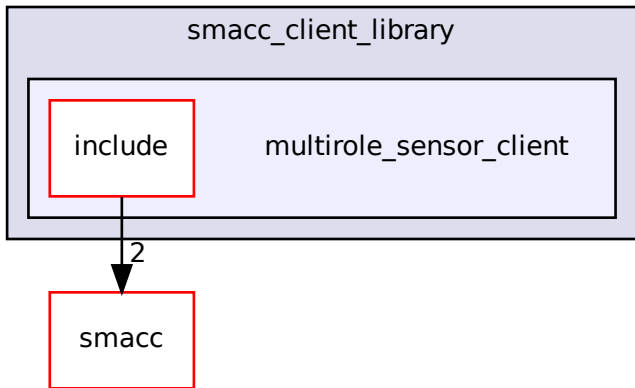 smacc_client_library
include
multirole_sensor_client
2
smacc